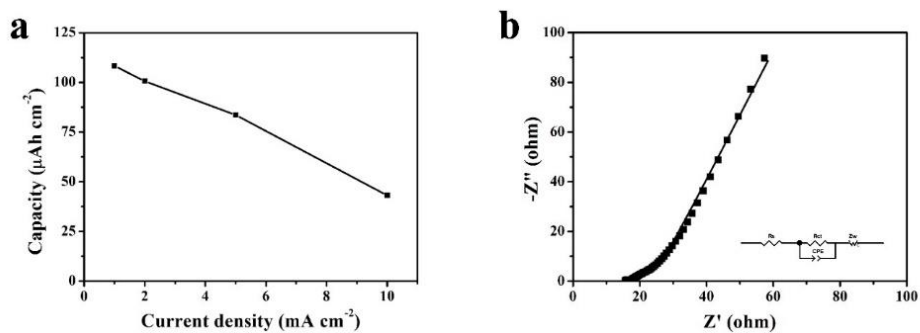 a
125
100
75
50
25
0
Capacity (μAh cm⁻²)
0 2 4 6 8 10
Current density (mA cm⁻²)
b
100
80
60
40
20
0
-Z" (ohm)
Rs Rct Zw
CPE
0 20 40 60 80 100
Z' (ohm)